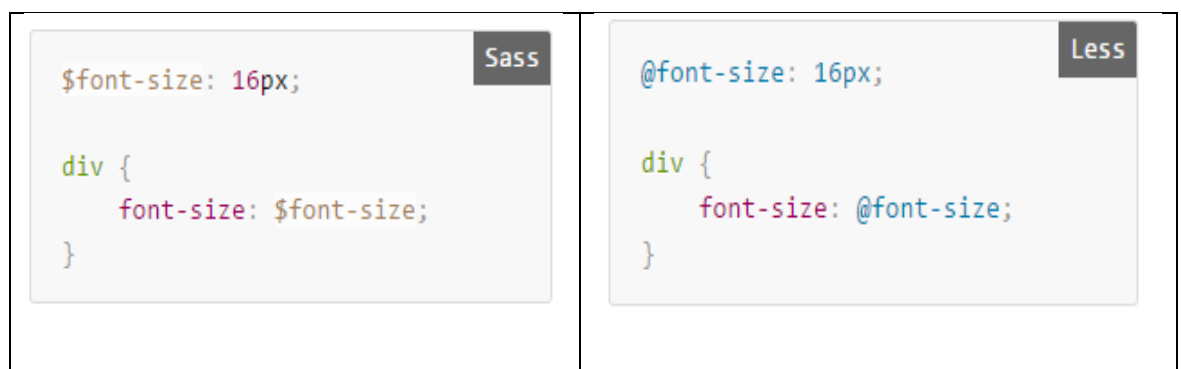 Sass
$font-size: 16px;
div {
font-size: $font-size;
}
Less
@font-size: 16px;
div {
font-size: @font-size;
}